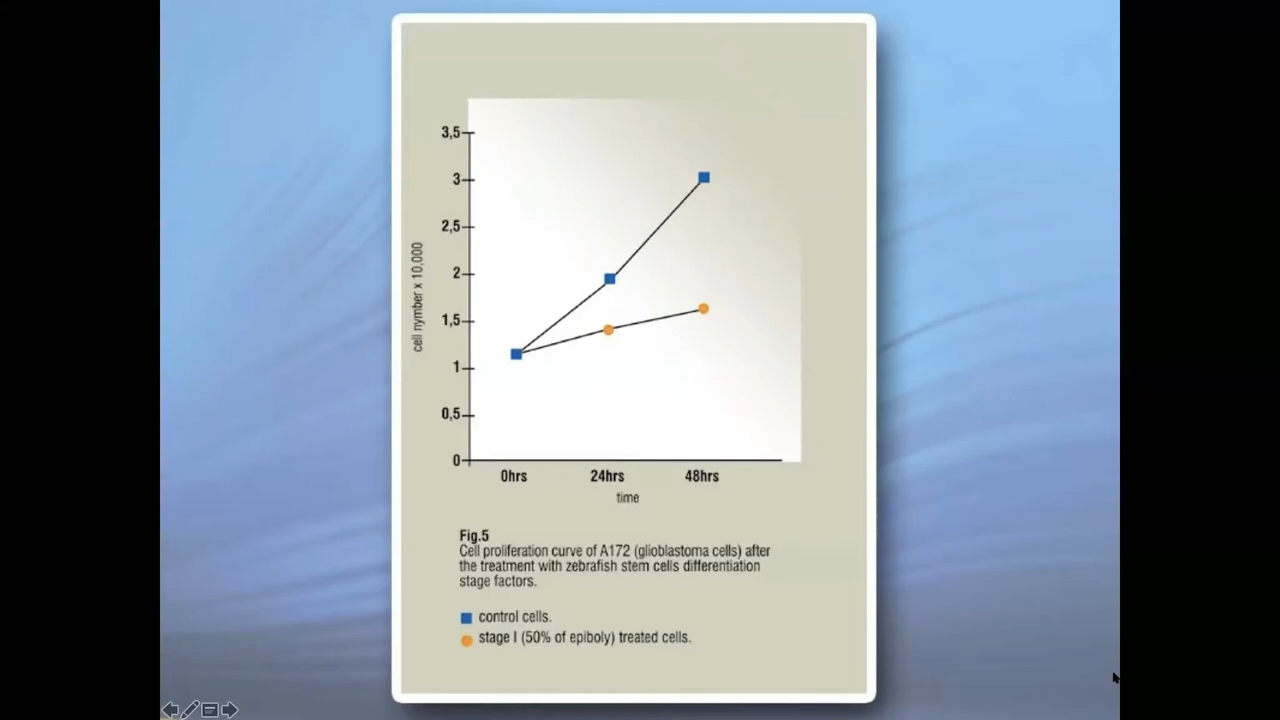 3,5
3
2,5
2
1,5
1
0,5
0
cell nymber x 10,000
0hrs 24hrs 48hrs
time
Fig.5
Cell proliferation curve of A172 (glioblastoma cells) after
the treatment with zebrafish stem cells differentiation
stage factors.
control cells.
stage I (50% of epiboly) treated cells.